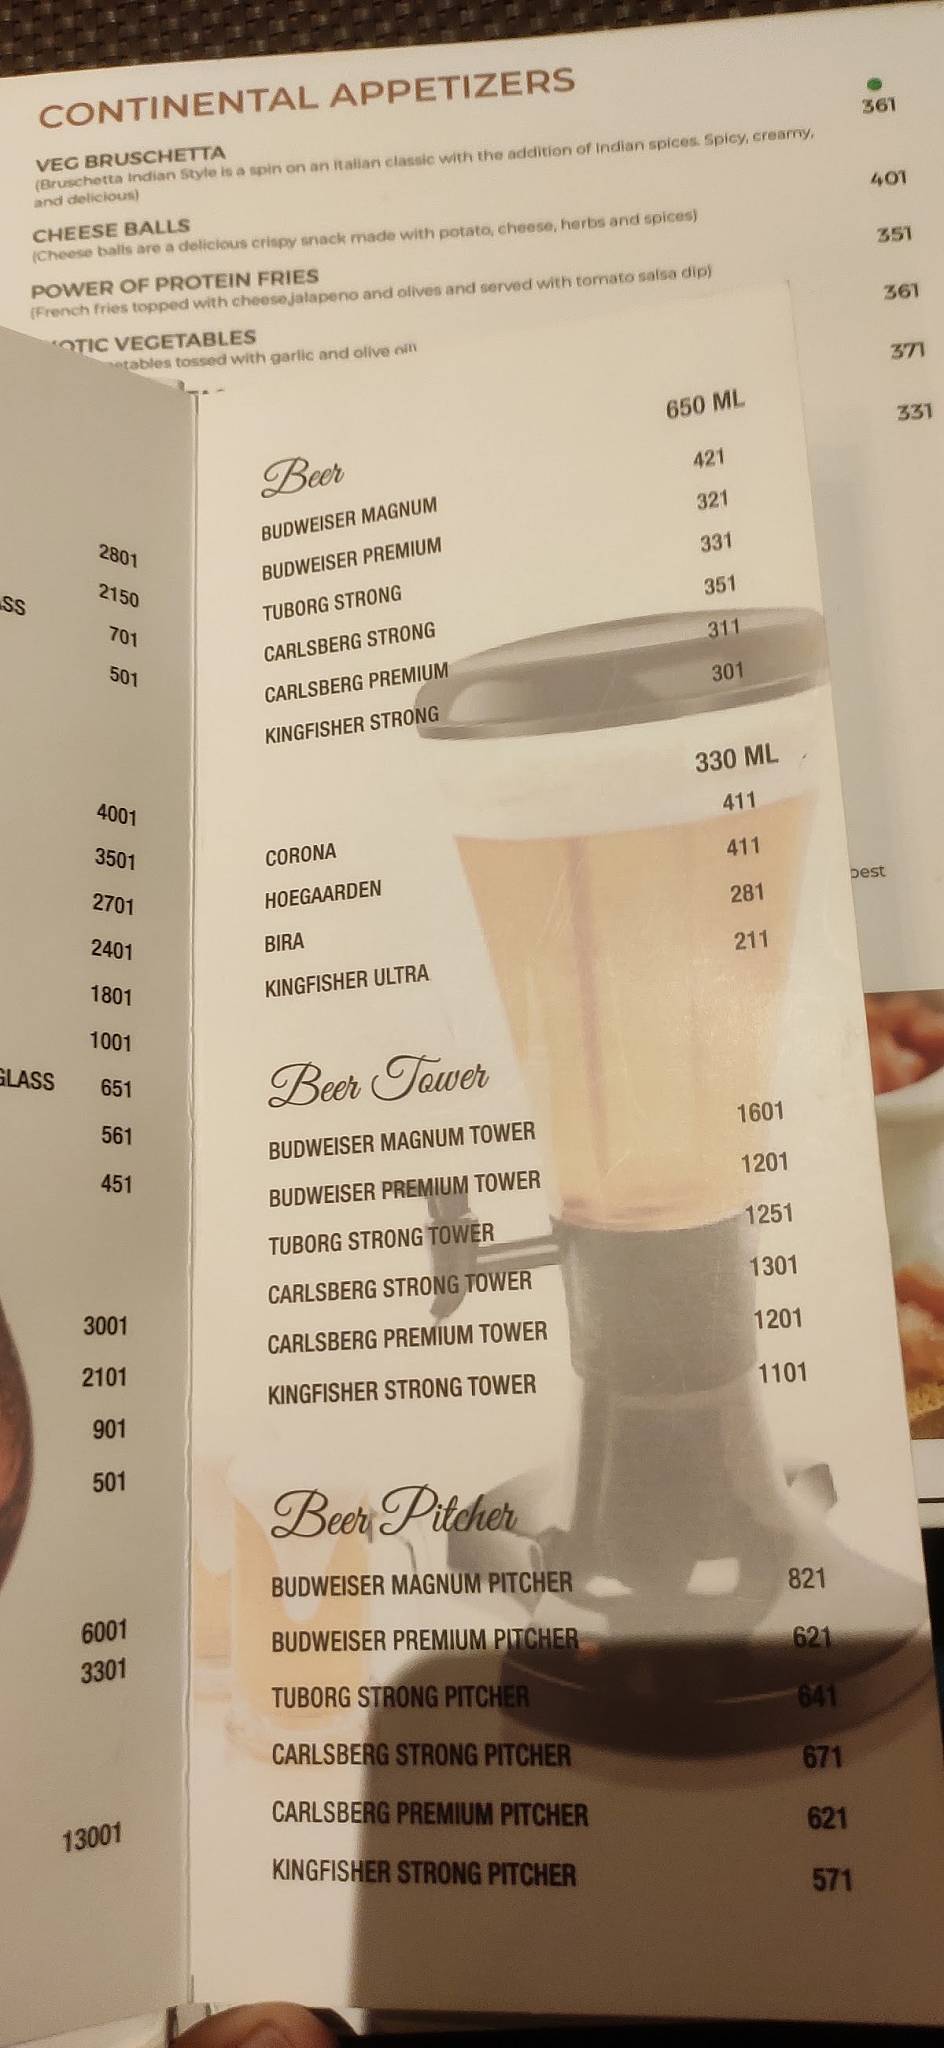 CONTINENTAL APPETIZERS
VEG BRUSCHETTA 361
(Bruschetta Indian Style is a spin on an Italian classic with the addition of Indian spices. Spicy, creamy,
and delicious)
CHEESE BALLS 401
(Cheese balls are a delicious crispy snack made with potato, cheese, herbs and spices)
POWER OF PROTEIN FRIES 351
(French fries topped with cheese,jalapeno and olives and served with tomato salsa dip)
VEGETABLES 361
tossed with garlic and olive
371
331
best
2801
2150
701
501
4001
3501
2701
2401
1801
1001
GLASS 651
561
451
3001
2101
901
501
6001
3301
13001
650 ML
Beer
BUDWEISER MAGNUM 421
BUDWEISER PREMIUM 321
TUBORG STRONG 331
CARLSBERG STRONG 351
CARLSBERG PREMIUM 311
KINGFISHER STRONG 301
330 ML
CORONA 411
HOEGAARDEN 411
BIRA 281
KINGFISHER ULTRA 211
Beer Tower
BUDWEISER MAGNUM TOWER 1601
BUDWEISER PREMIUM TOWER 1201
TUBORG STRONG TOWER 1251
CARLSBERG STRONG TOWER 1301
CARLSBERG PREMIUM TOWER 1201
KINGFISHER STRONG TOWER 1101
Beer Pitcher
BUDWEISER MAGNUM PITCHER 821
BUDWEISER PREMIUM PITCHER 621
TUBORG STRONG PITCHER 641
CARLSBERG STRONG PITCHER 671
CARLSBERG PREMIUM PITCHER 621
KINGFISHER STRONG PITCHER 571